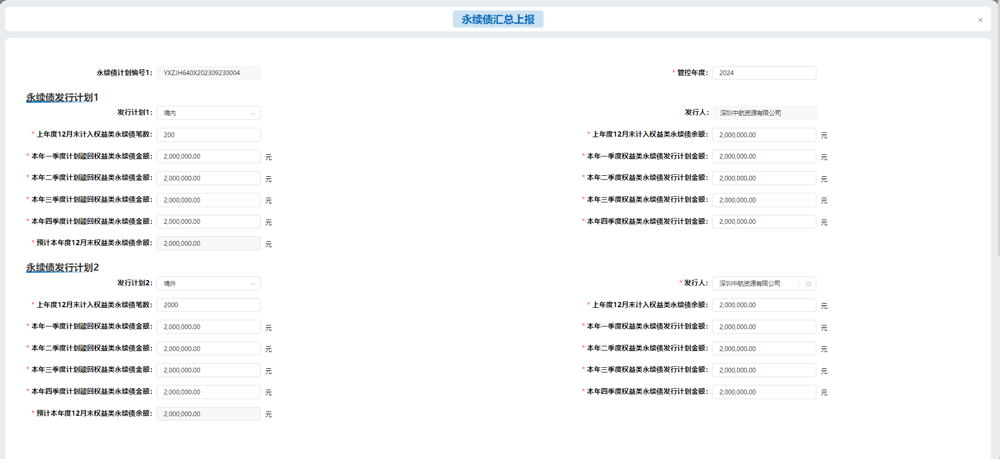 永续债汇总上报
永续债计划编号1: YXZJH640X202309230004 * 管控年度: 2024
永续债发行计划1
发行计划1: 境内 发行人: 深圳中航资源有限公司
* 上年度12月末计入权益类永续债笔数: 200 * 上年度12月末计入权益类永续债余额: 2,000,000.00 元
* 本年一季度计划赎回权益类永续债金额: 2,000,000.00 元 * 本年一季度权益类永续债发行计划金额: 2,000,000.00 元
* 本年二季度计划赎回权益类永续债金额: 2,000,000.00 元 * 本年二季度权益类永续债发行计划金额: 2,000,000.00 元
* 本年三季度计划赎回权益类永续债金额: 2,000,000.00 元 * 本年三季度权益类永续债发行计划金额: 2,000,000.00 元
* 本年四季度计划赎回权益类永续债金额: 2,000,000.00 元 * 本年四季度权益类永续债发行计划金额: 2,000,000.00 元
* 预计本年度12月末权益类永续债余额: 2,000,000.00 元
永续债发行计划2
发行计划2: 境外 * 发行人: 深圳中航资源有限公司
* 上年度12月末计入权益类永续债笔数: 2000 * 上年度12月末计入权益类永续债余额: 2,000,000.00 元
* 本年一季度计划赎回权益类永续债金额: 2,000,000.00 元 * 本年一季度权益类永续债发行计划金额: 2,000,000.00 元
* 本年二季度计划赎回权益类永续债金额: 2,000,000.00 元 * 本年二季度权益类永续债发行计划金额: 2,000,000.00 元
* 本年三季度计划赎回权益类永续债金额: 2,000,000.00 元 * 本年三季度权益类永续债发行计划金额: 2,000,000.00 元
* 本年四季度计划赎回权益类永续债金额: 2,000,000.00 元 * 本年四季度权益类永续债发行计划金额: 2,000,000.00 元
* 预计本年度12月末权益类永续债余额: 2,000,000.00 元